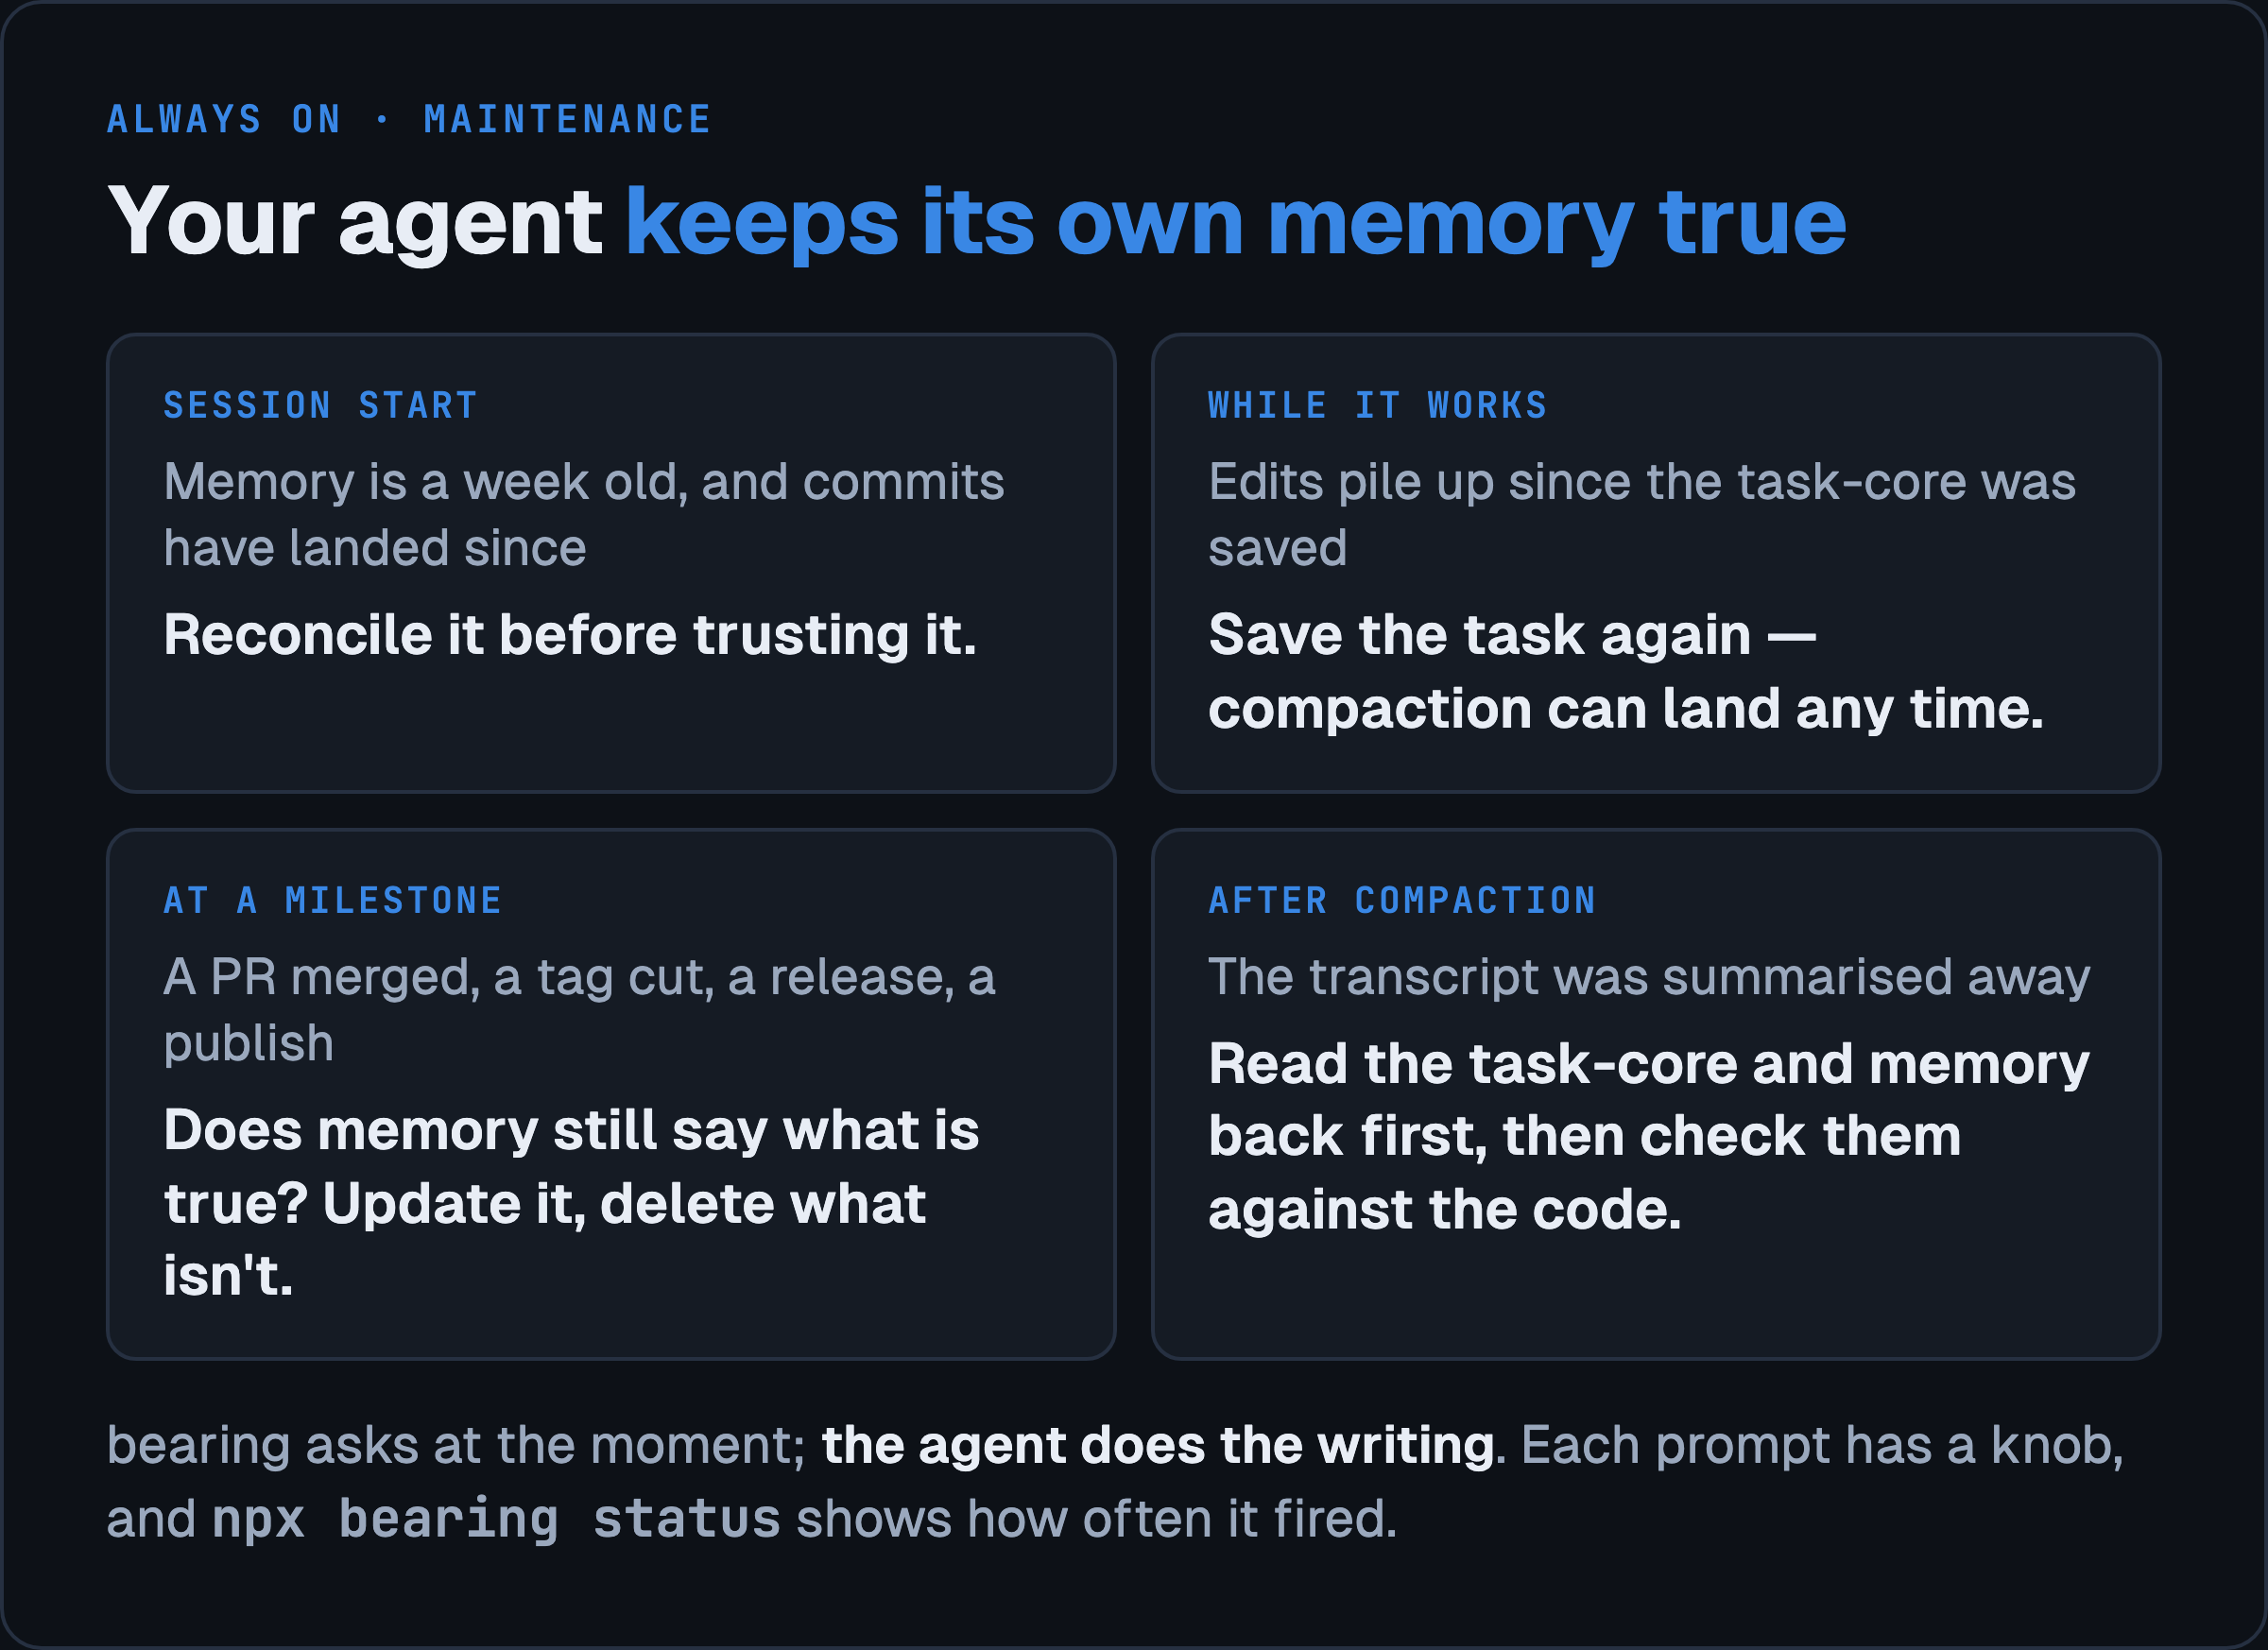 ALWAYS ON · MAINTENANCE
Your agent keeps its own memory true
SESSION START
Memory is a week old, and commits
have landed since
Reconcile it before trusting it.
WHILE IT WORKS
Edits pile up since the task-core was
saved
Save the task again —
compaction can land any time.
AT A MILESTONE
A PR merged, a tag cut, a release, a
publish
Does memory still say what is
true? Update it, delete what
isn't.
AFTER COMPACTION
The transcript was summarised away
Read the task-core and memory
back first, then check them
against the code.
bearing asks at the moment; the agent does the writing. Each prompt has a knob,
and npx bearing status shows how often it fired.